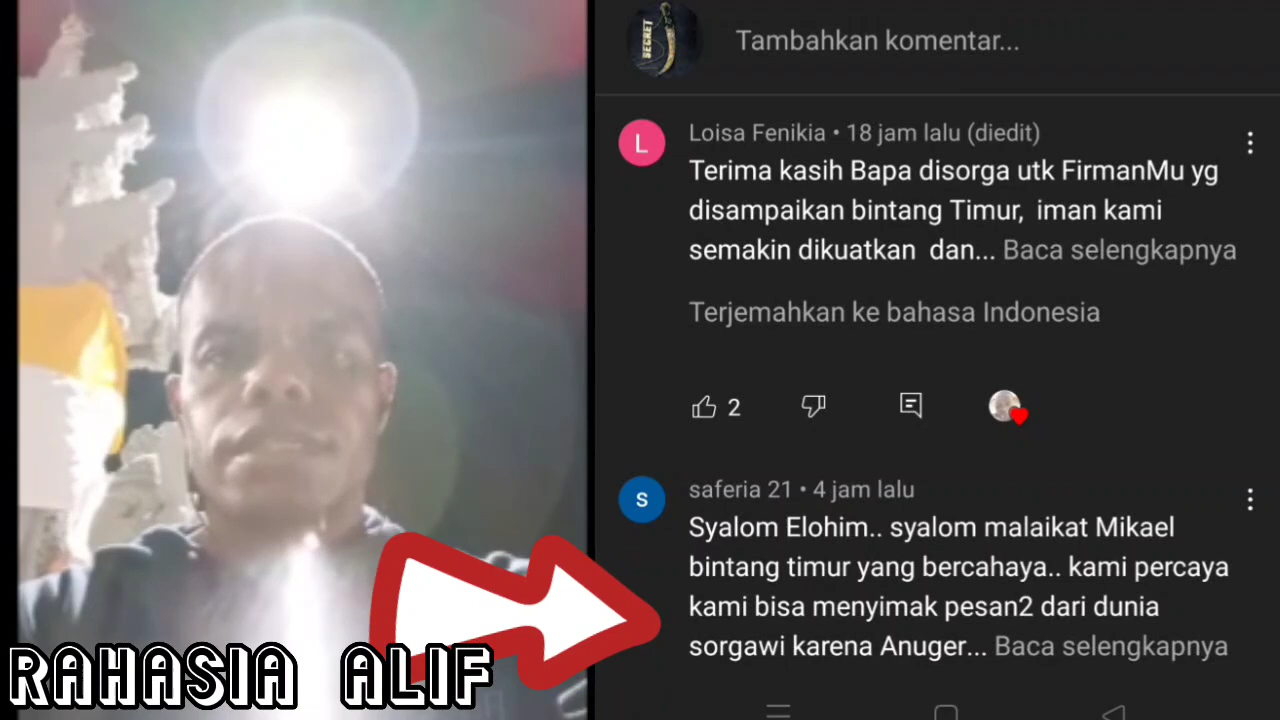 SECRET
Tambahkan komentar...
L
Loisa Fenikia • 18 jam lalu (diedit)
Terima kasih Bapa disorga utk FirmanMu yg
disampaikan bintang Timur, iman kami
semakin dikuatkan dan... Baca selengkapnya
Terjemahkan ke bahasa Indonesia
2
S
saferia 21 • 4 jam lalu
Syalom Elohim.. syalom malaikat Mikael
bintang timur yang bercahaya.. kami percaya
kami bisa menyimak pesan2 dari dunia
sorgawi karena Anuger... Baca selengkapnya
RAHASIA ALIF